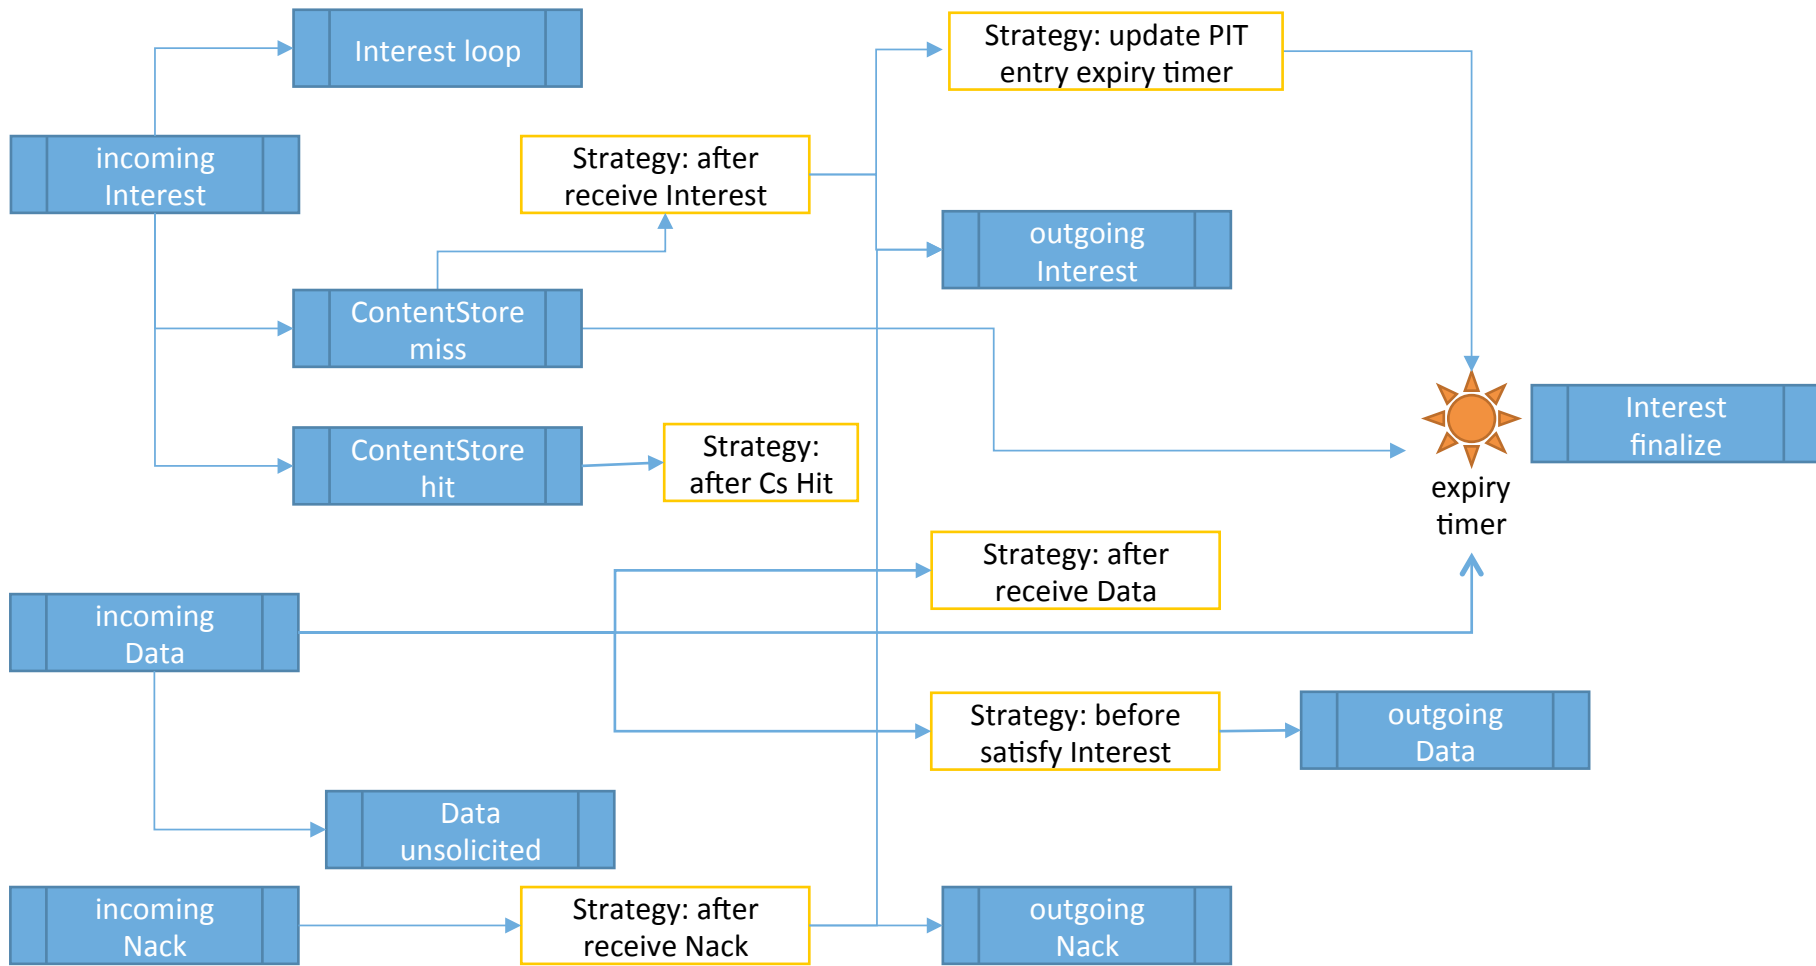 Interest loop
Strategy: update PIT
entry expiry timer
incoming
Interest
Strategy: after
receive Interest
outgoing
Interest
ContentStore
miss
ContentStore
hit
Strategy:
after Cs Hit
Interest
finalize
expiry
timer
Strategy: after
receive Data
incoming
Data
Strategy: before
satisfy Interest
outgoing
Data
Data
unsolicited
incoming
Nack
Strategy: after
receive Nack
outgoing
Nack